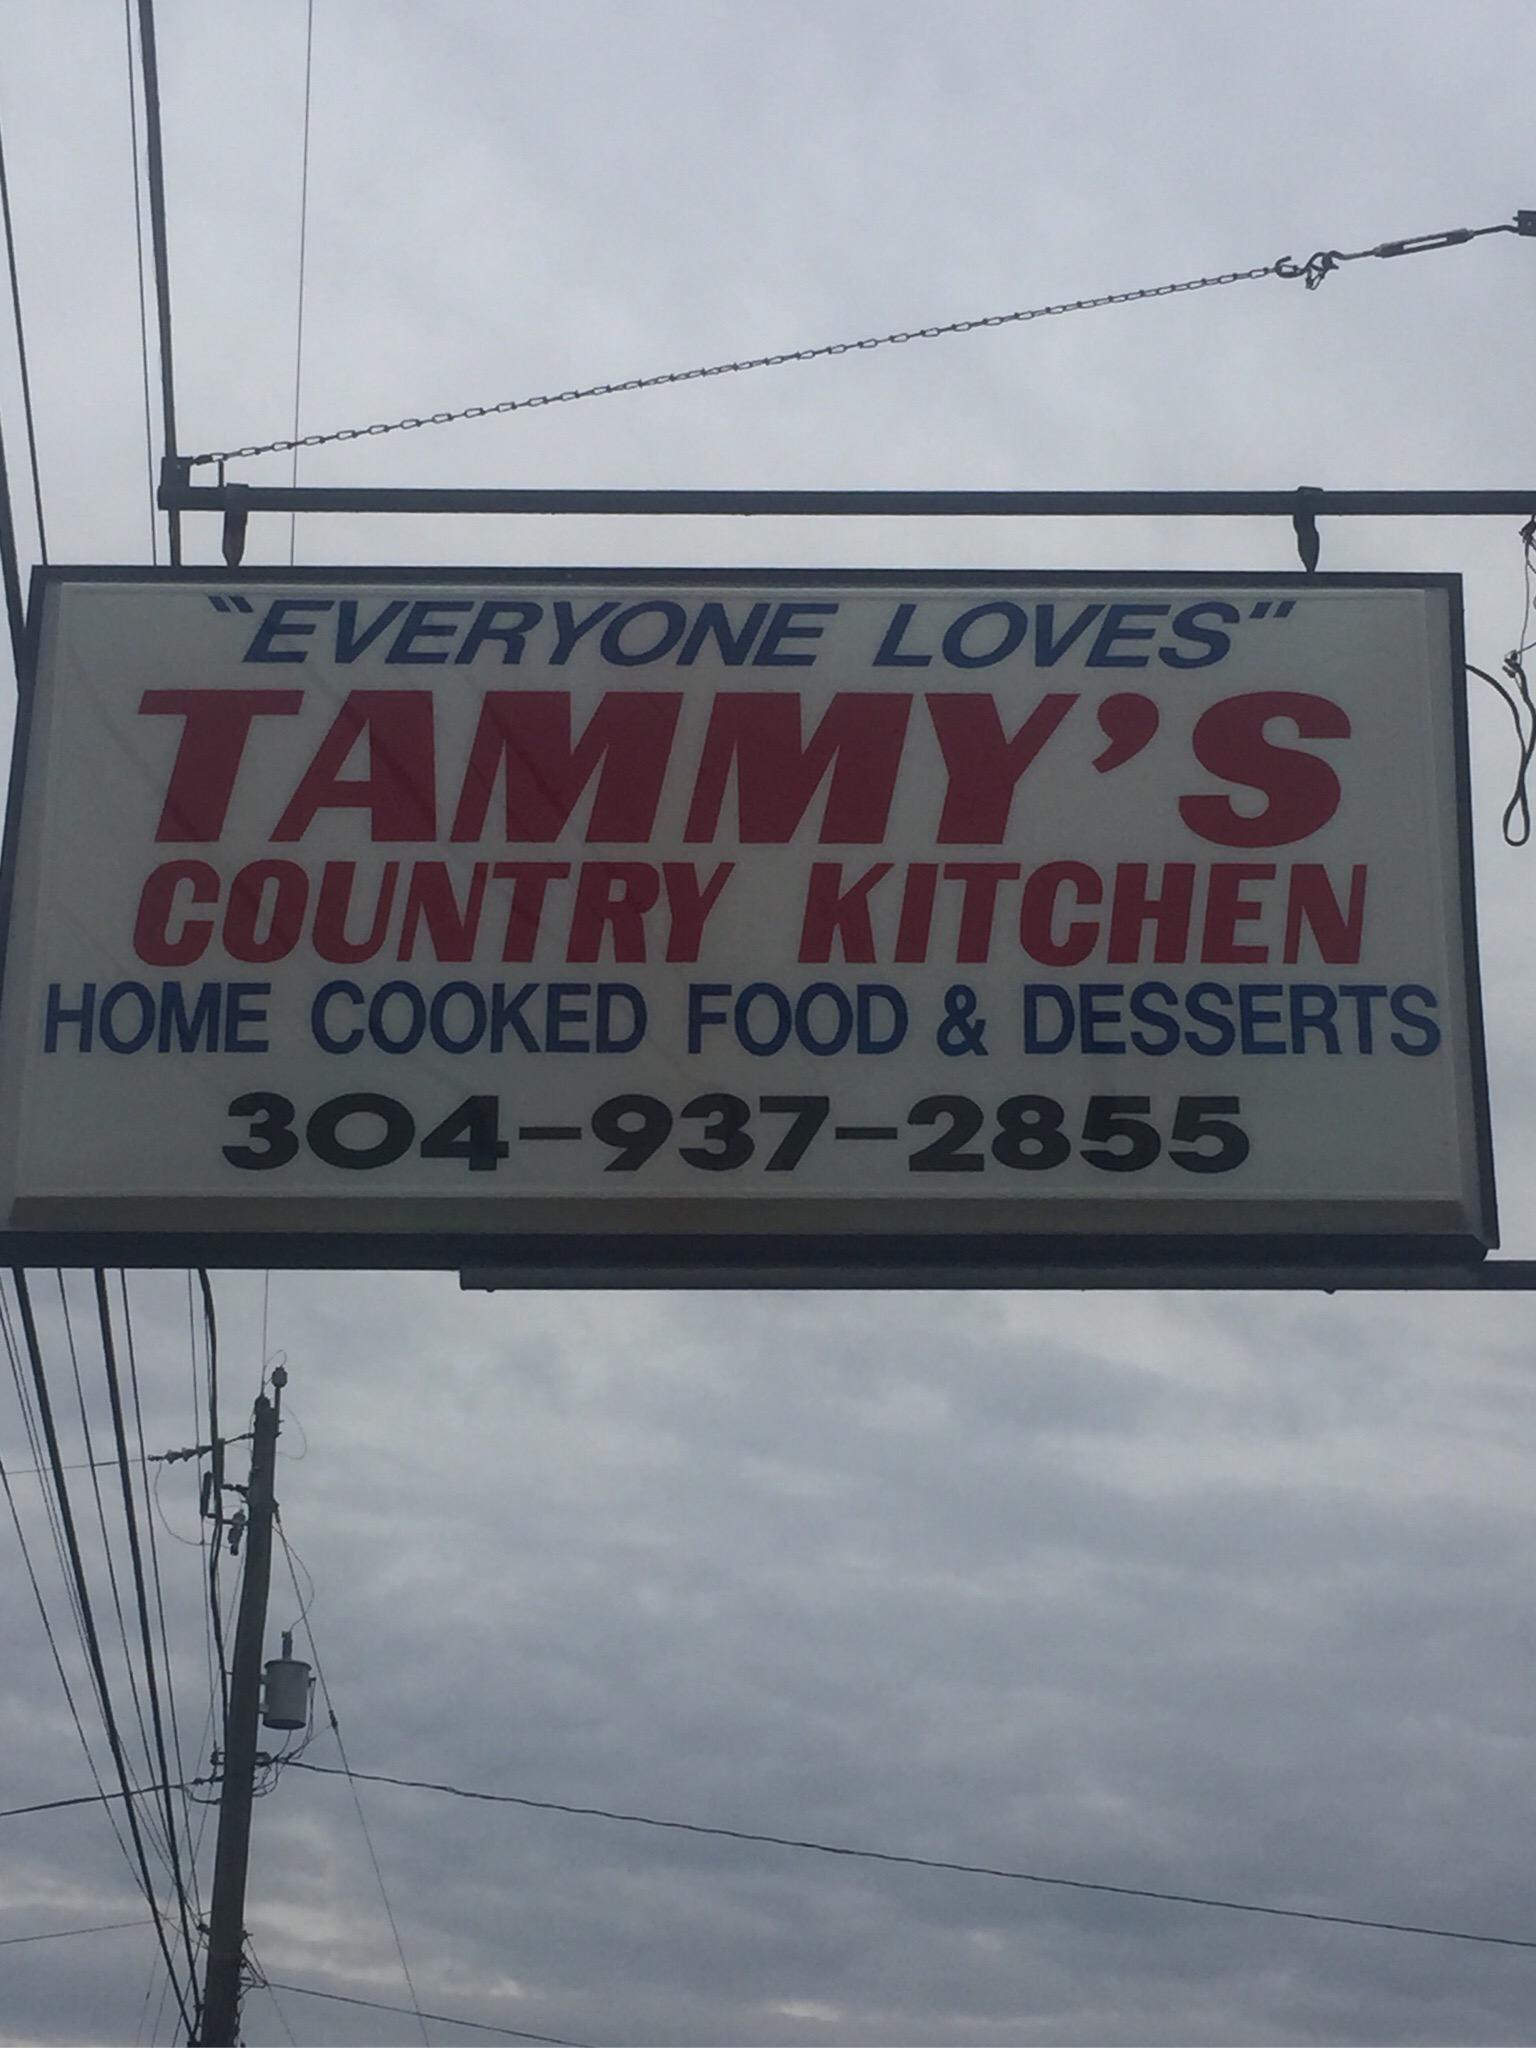 "EVERYONE LOVES"
TAMMY'S
COUNTRY KITCHEN
HOME COOKED FOOD & DESSERTS
304-937-2855